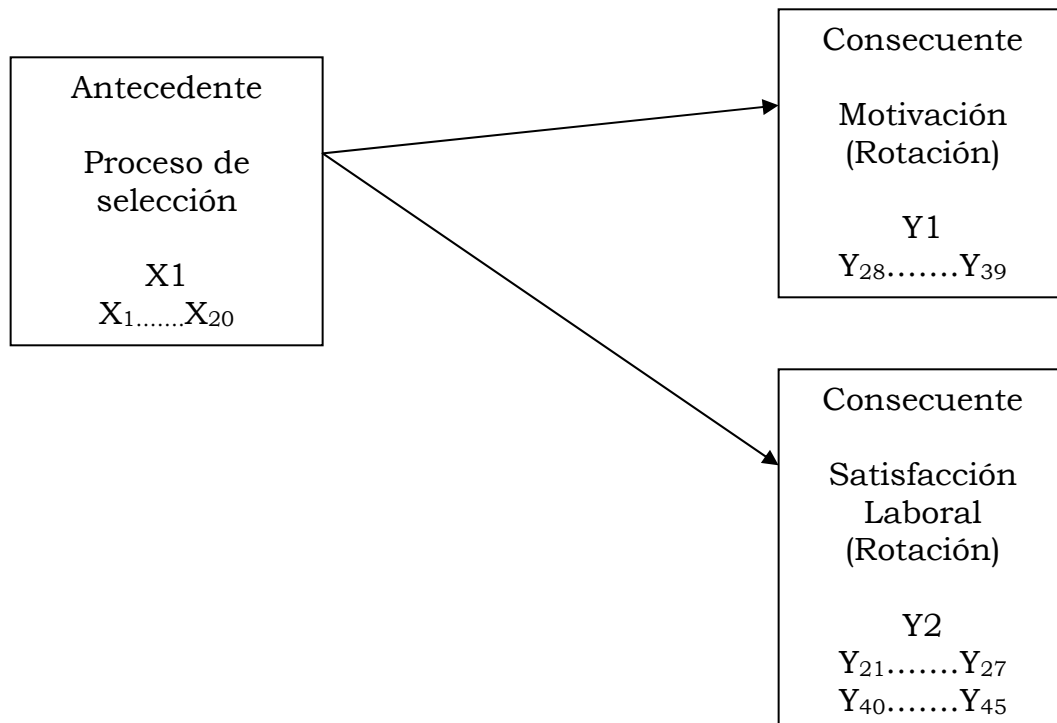 Antecedente
Proceso de
selección
X1
X₁.......X₂₀
Consecuente
Motivación
(Rotación)
Y1
Y₂₈.......Y₃₉
Consecuente
Satisfacción
Laboral
(Rotación)
Y2
Y₂₁.......Y₂₇
Y₄₀.......Y₄₅